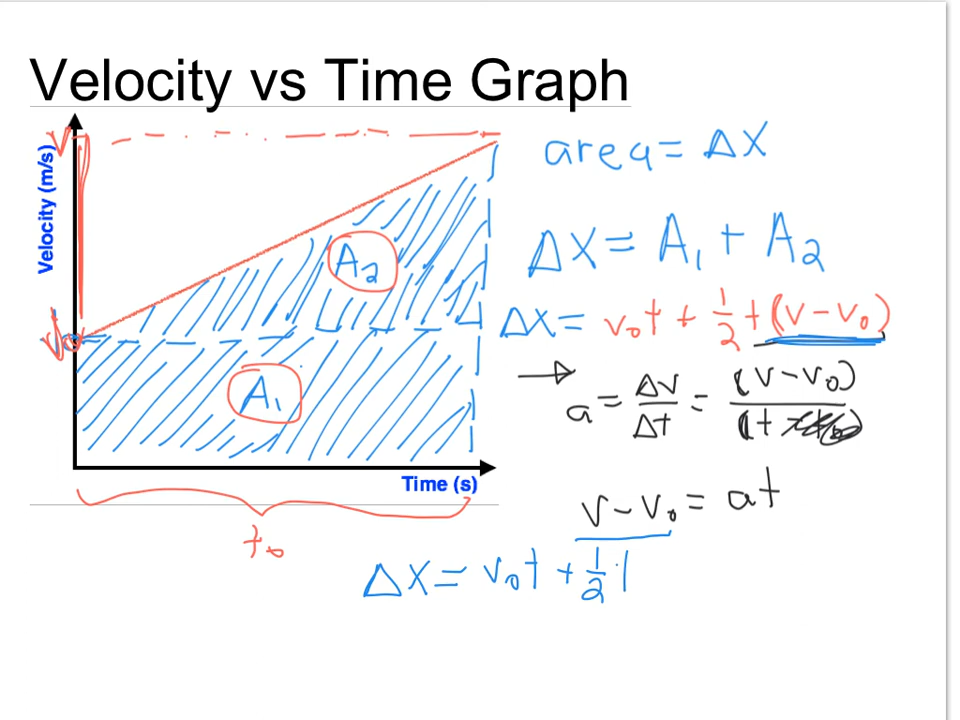 Velocity vs Time Graph
Velocity (m/s)
V
V₀
A₂
A₁
Time (s)
t₀
area = ΔX
ΔX = A₁ + A₂
ΔX = v₀t + 1/2 t(v - v₀)
→ a = Δv/Δt = (v - v₀)/(t
v - v₀ = at
ΔX = v₀t + 1/2